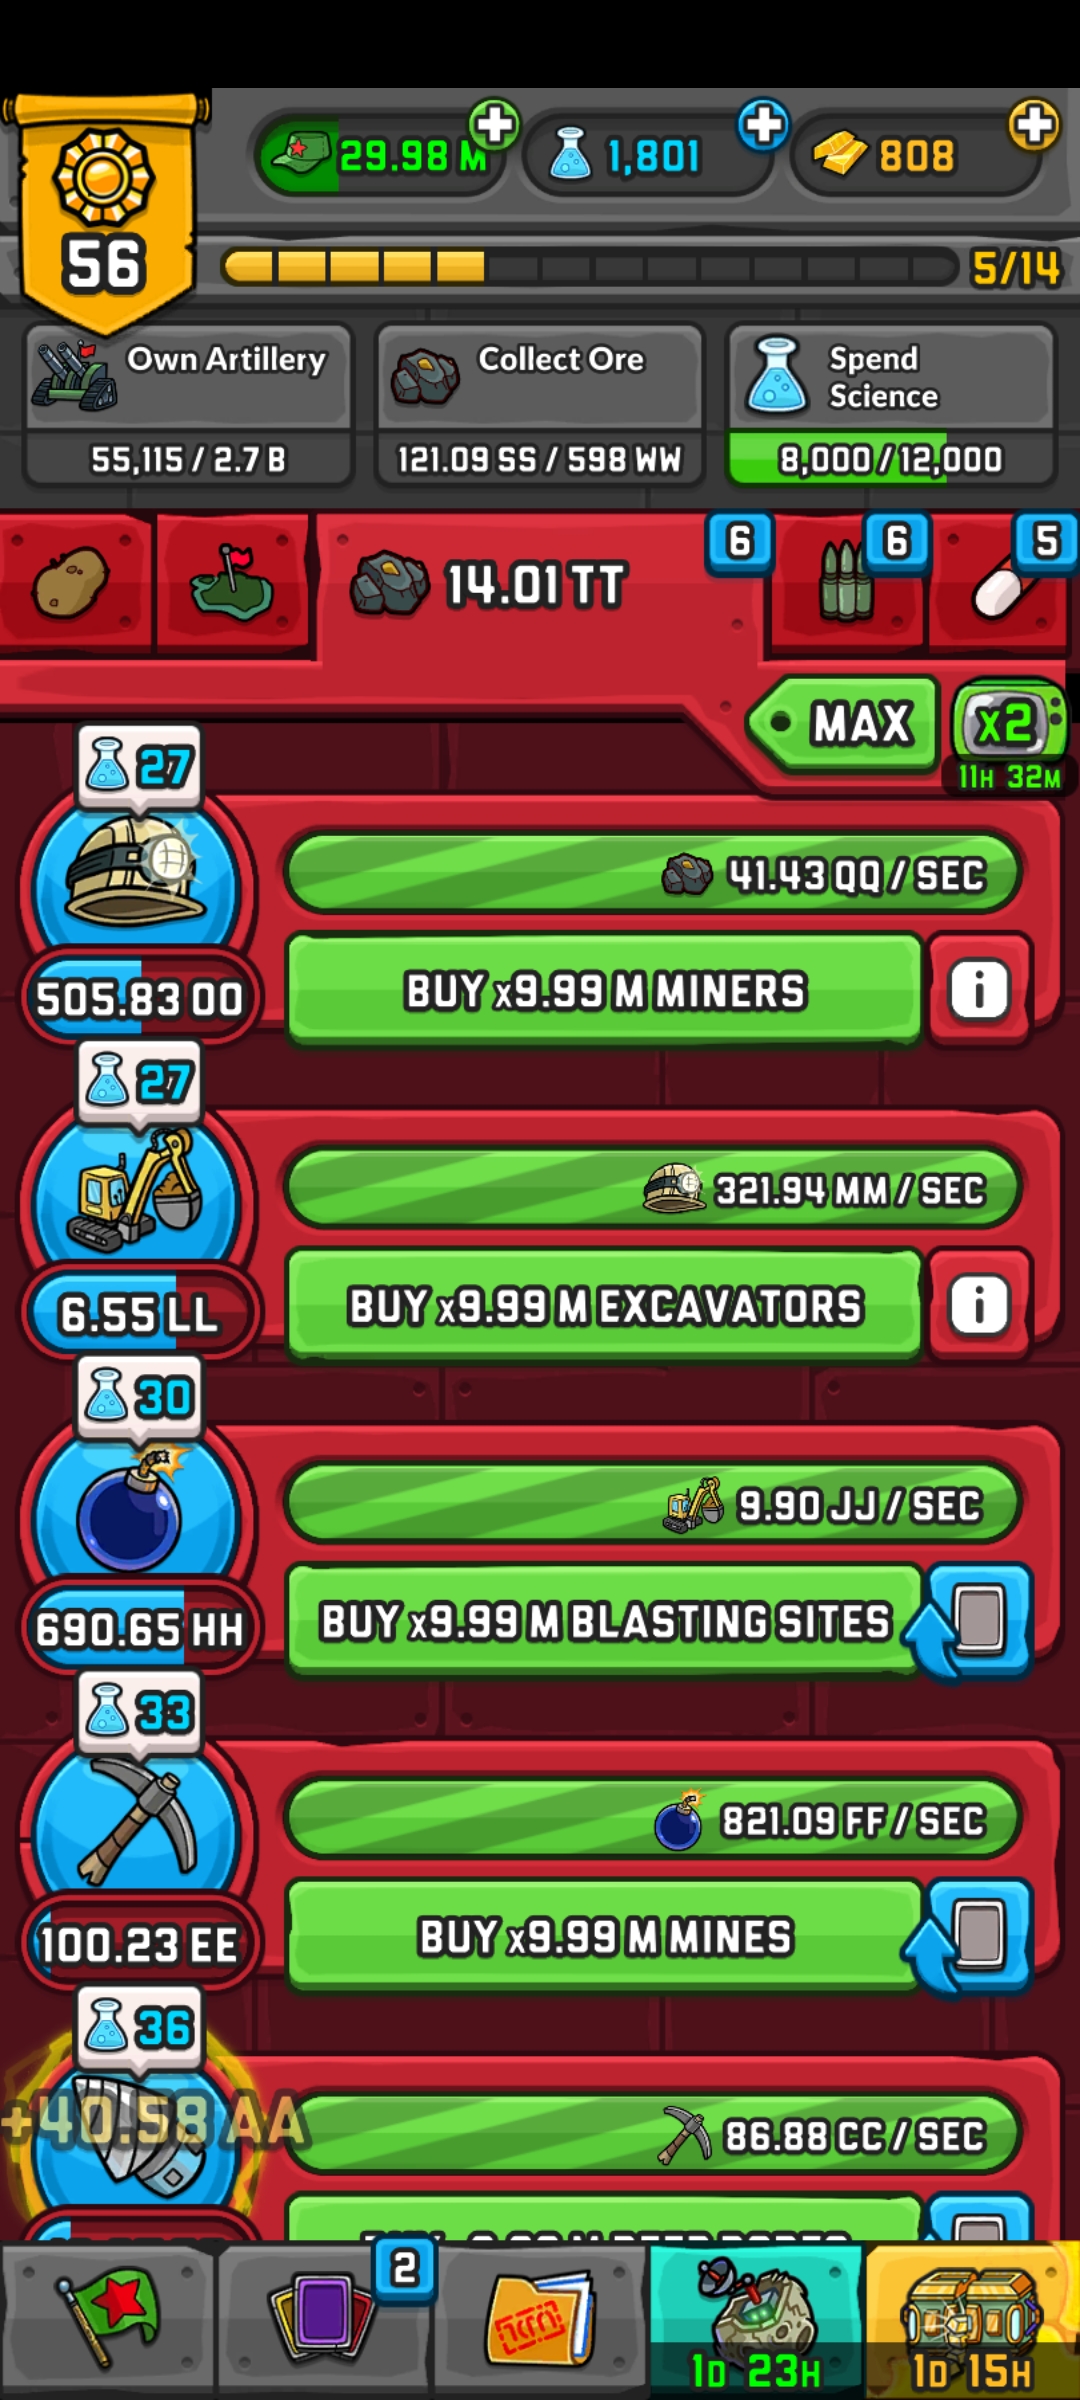 56
29.98 M
1,801
808
5/14
Own Artillery
55,115 / 2.7 B
Collect Ore
121.09 SS / 598 WW
Spend
Science
8,000 / 12,000
14.01 TT
6
6
5
MAX
x2
11H 32M
27
41.43 QQ / SEC
505.83 OO
BUY x9.99 M MINERS
i
27
321.94 MM / SEC
6.55 LL
BUY x9.99 M EXCAVATORS
i
30
9.90 JJ / SEC
690.65 HH
BUY x9.99 M BLASTING SITES
33
821.09 FF / SEC
100.23 EE
BUY x9.99 M MINES
36
+40.58 AA
86.88 CC / SEC
2
1D 23H
1D 15H